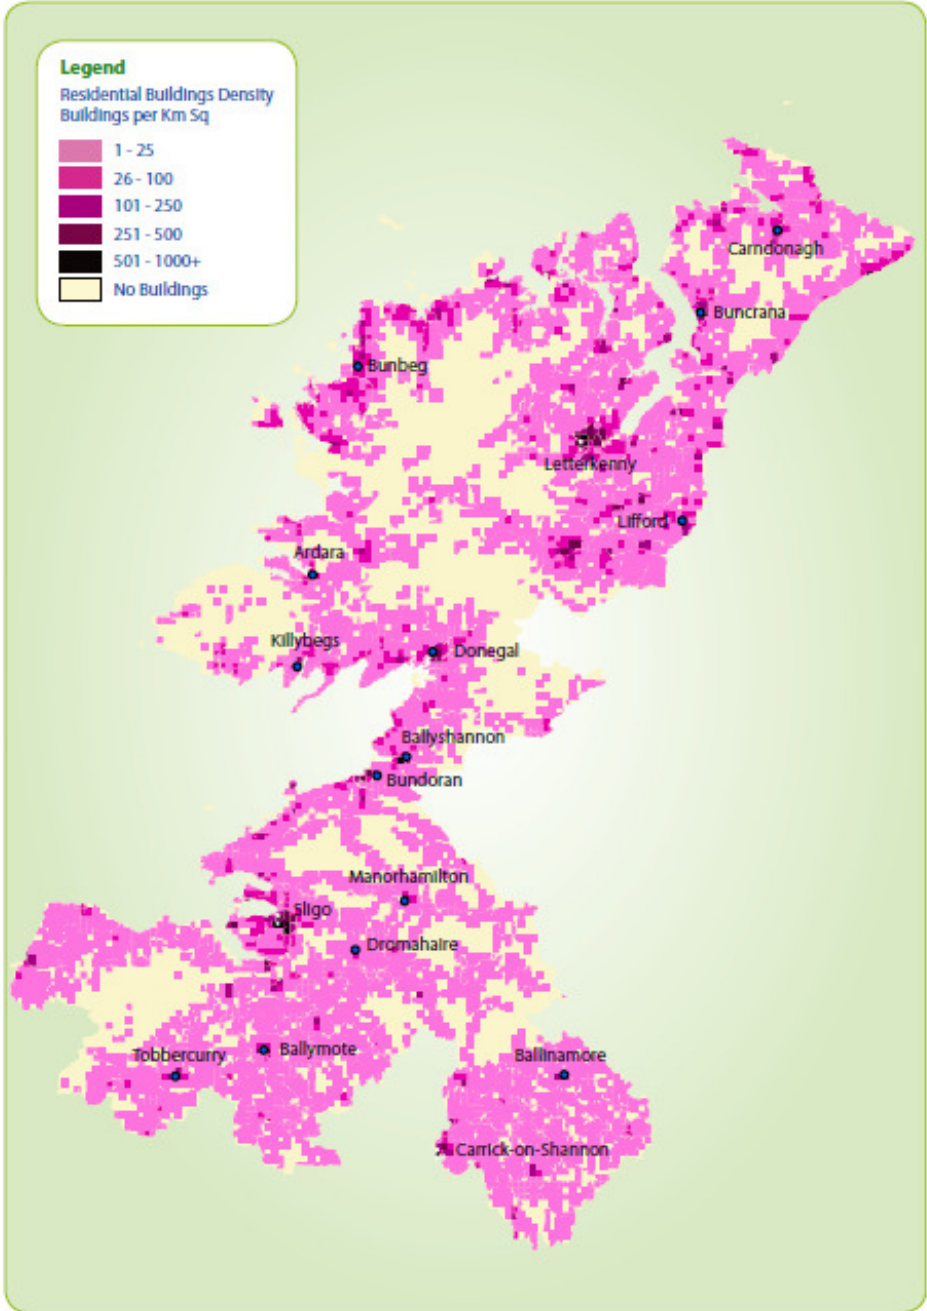 Legend
Residential Buildings Density
Buildings per Km Sq
1 - 25
26 - 100
101 - 250
251 - 500
501 - 1000+
No Buildings
Carndonagh
Buncrana
Bunbeg
Letterkenny
Lifford
Ardara
Killybegs
Donegal
Ballyshannon
Bundoran
Manorhamilton
Sligo
Dromahaire
Tobbercurry
Ballymote
Ballinamore
Carrick-on-Shannon